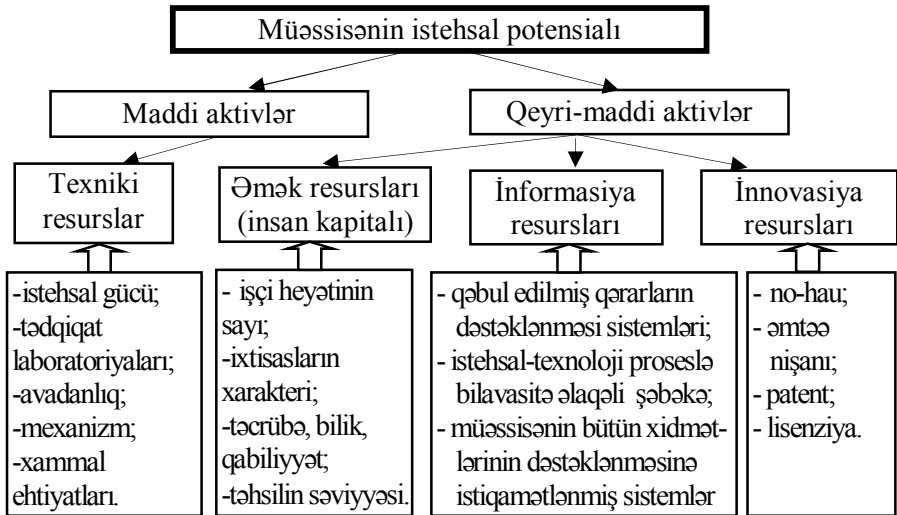 Müəssisənin istehsal potensialı
Maddi aktivlər
Qeyri-maddi aktivlər
Texniki
resurslar
Əmək resursları
(insan kapitalı)
İnformasiya
resursları
İnnovasiya
resursları
-istehsal gücü;
-tədqiqat
laboratoriyaları;
-avadanlıq;
-mexanizm;
-xammal
ehtiyatları.
- işçi heyətinin
sayı;
-ixtisasların
xarakteri;
-təcrübə, bilik,
qabiliyyət;
-təhsilin səviyyəsi.
- qəbul edilmiş qərarların
dəstəklənməsi sistemləri;
- istehsal-texnoloji proseslə
bilavasitə əlaqəli şəbəkə;
- müəssisənin bütün xidmət-
lərinin dəstəklənməsinə
istiqamətlənmiş sistemlər
- no-hau;
- əmtəə
nişanı;
- patent;
- lisenziya.